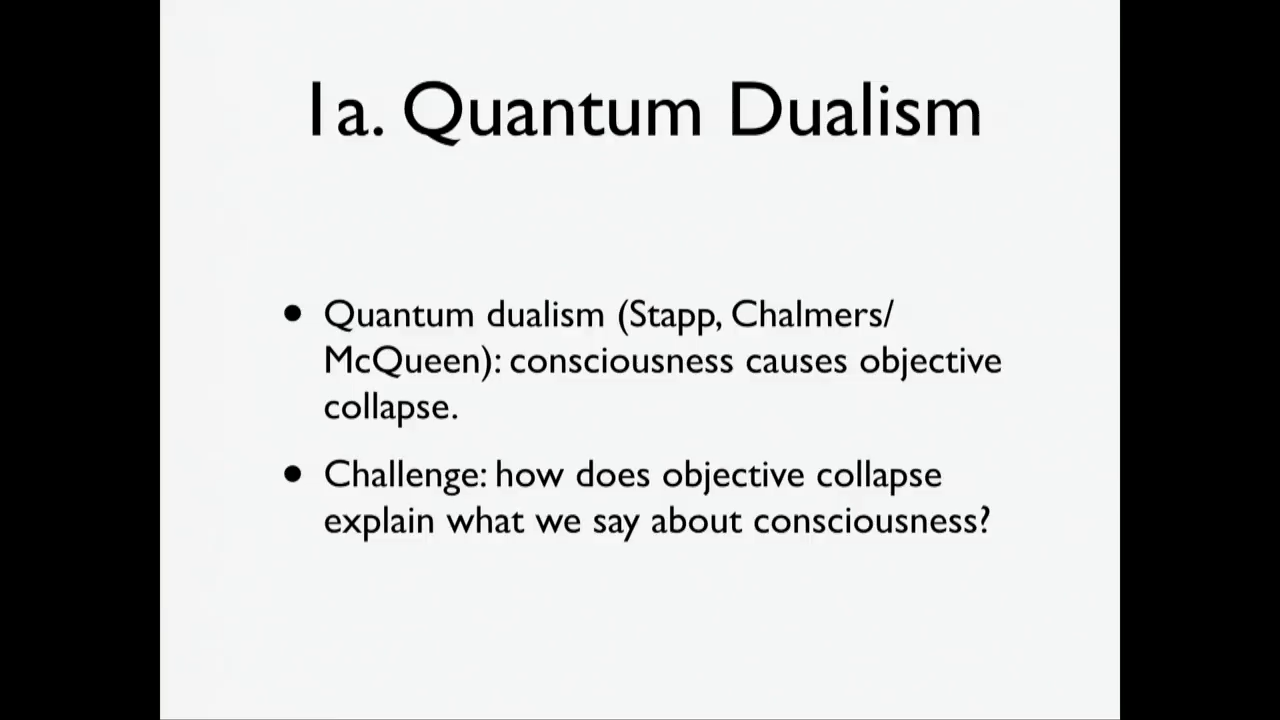 1a. Quantum Dualism
• Quantum dualism (Stapp, Chalmers/
McQueen): consciousness causes objective
collapse.
• Challenge: how does objective collapse
explain what we say about consciousness?